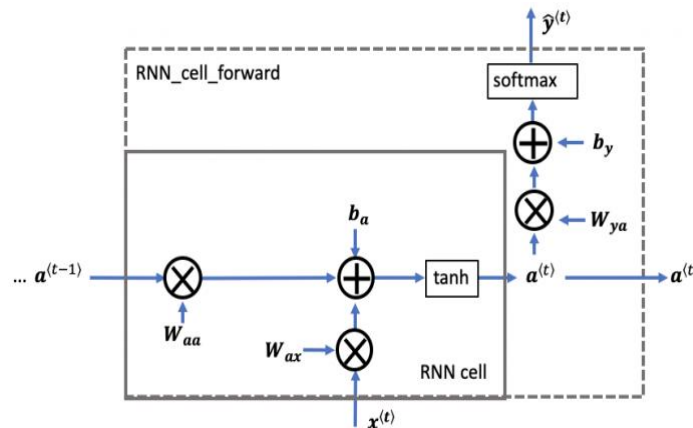 ŷ⟨t⟩
RNN_cell_forward
softmax
b_y
W_ya
b_a
... a⟨t-1⟩
tanh
a⟨t⟩
a⟨t
W_aa
W_ax
RNN cell
x⟨t⟩